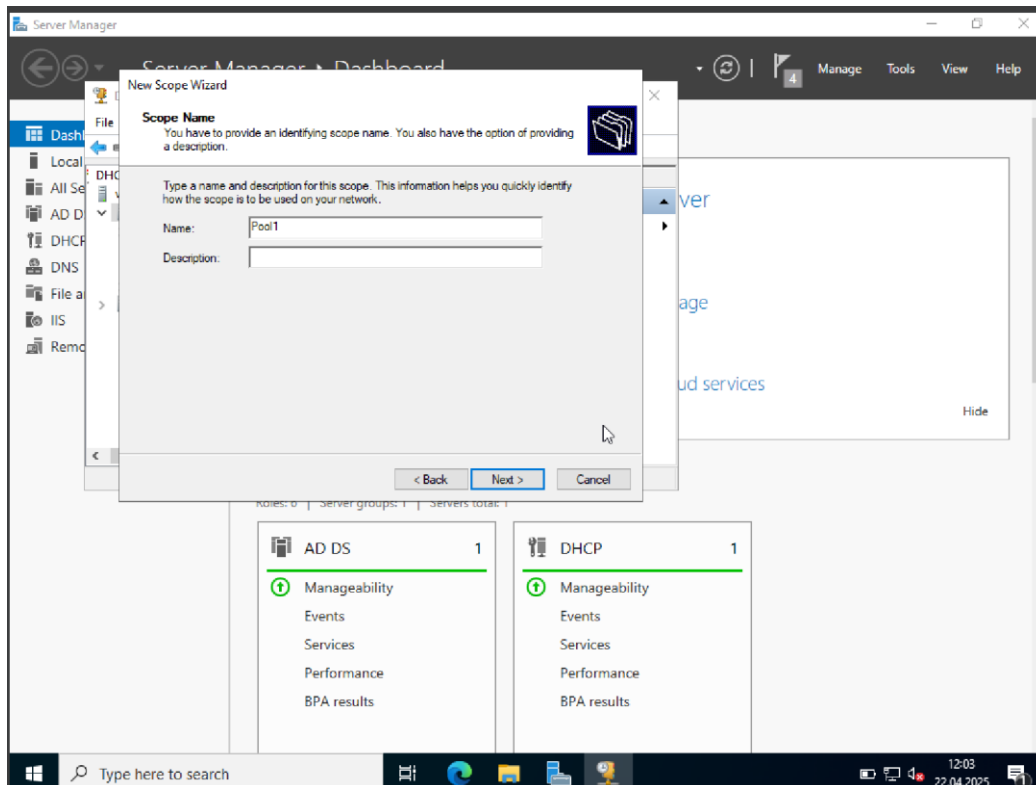 Server Manager
Server Manager • Dashboard
4
Manage Tools View Help
New Scope Wizard
Scope Name
You have to provide an identifying scope name. You also have the option of providing
a description.
File
DHC
Type a name and description for this scope. This information helps you quickly identify
how the scope is to be used on your network.
Name: Pool1
Description:
< Back Next > Cancel
Dash
Local
All Se
AD D
DHCP
DNS
File a
IIS
Remo
ver
age
ud services
Hide
Roles: 6 | Server groups: 1 | Servers total: 1
AD DS 1
Manageability
Events
Services
Performance
BPA results
DHCP 1
Manageability
Events
Services
Performance
BPA results
Type here to search
12:03
22.04.2025
1